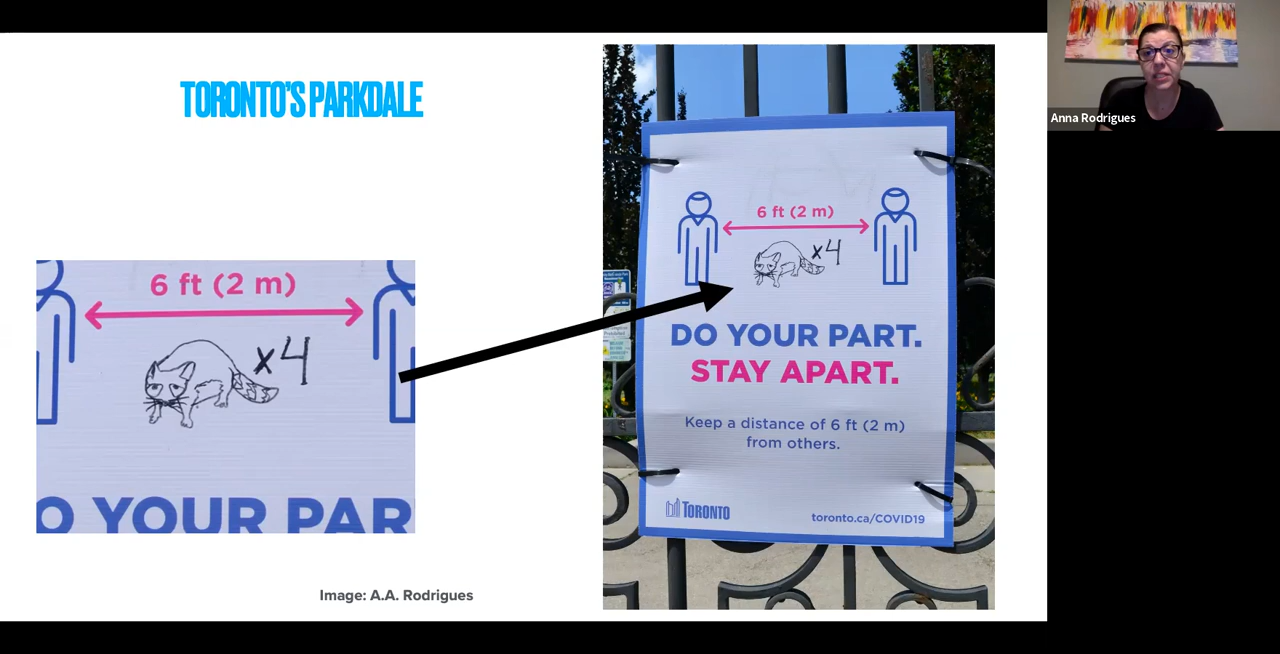 TORONTO'S PARKDALE
6 ft (2 m)
x4
O YOUR PAR
Image: A.A. Rodrigues
6 ft (2 m)
x4
DO YOUR PART.
STAY APART.
Keep a distance of 6 ft (2 m)
from others.
TORONTO
toronto.ca/COVID19
Anna Rodrigues